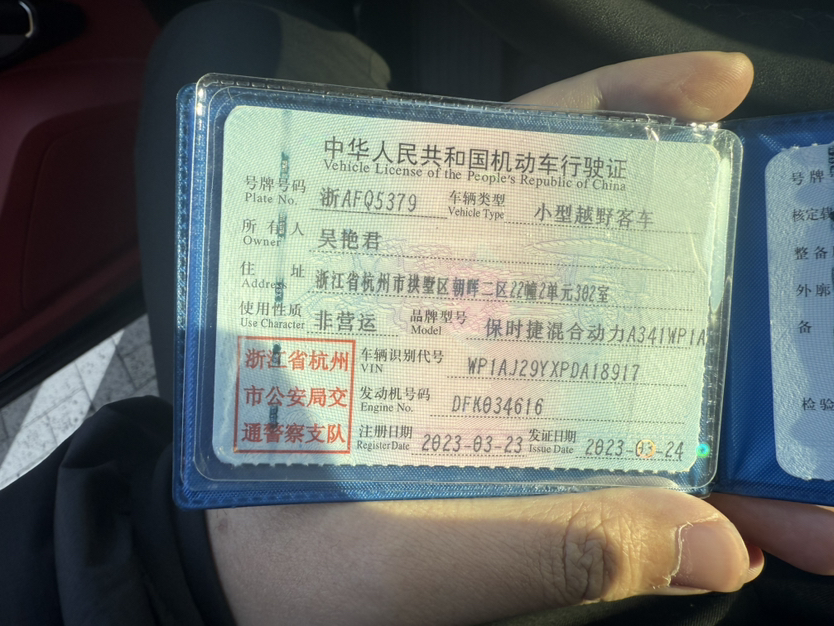 中华人民共和国机动车行驶证
Vehicle License of the People's Republic of China
号牌号码 浙AFQ5379 车辆类型 小型越野客车
Plate No. Vehicle Type
所有人 吴艳君
Owner
住址 浙江省杭州市拱墅区朝晖二区22幢2单元302室
Address
使用性质 非营运 品牌型号 保时捷混合动力A341WP1A
Use Character Model
浙江省杭州
市公安局交
通警察支队
车辆识别代号 WP1AJ29YXPDA18917
VIN
发动机号码 DFK034616
Engine No.
注册日期 2023-03-23 发证日期 2023-03-24
Register Date Issue Date
号牌
核定载
整备
外廓
备
检验